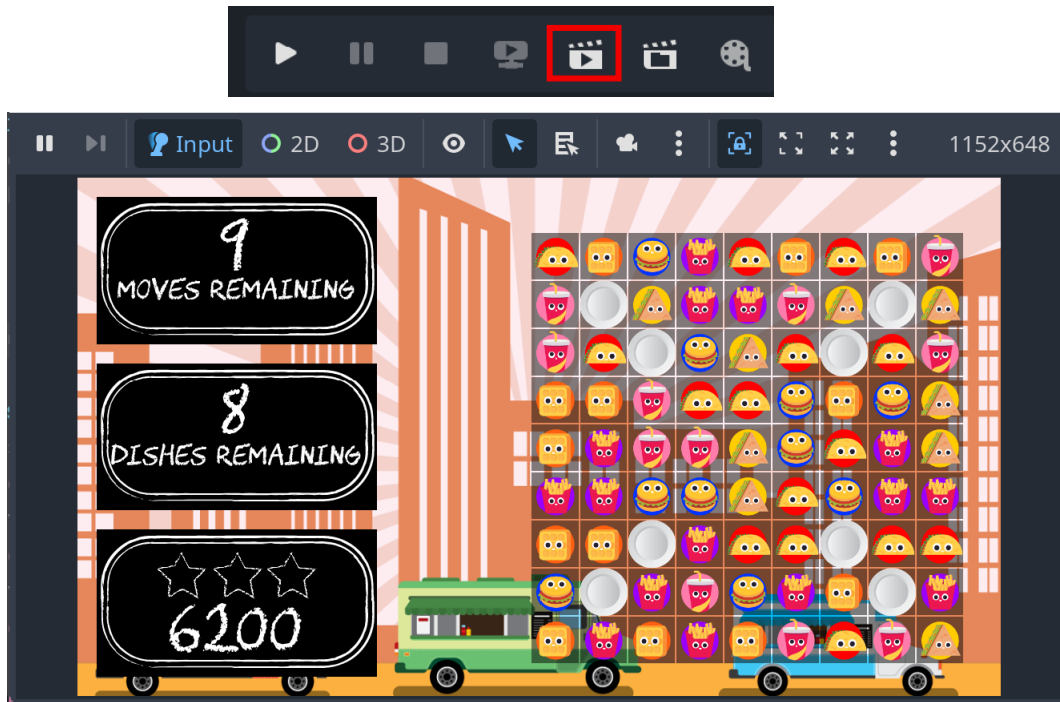 Input
2D
3D
1152x648
9
MOVES REMAINING
8
DISHES REMAINING
6200